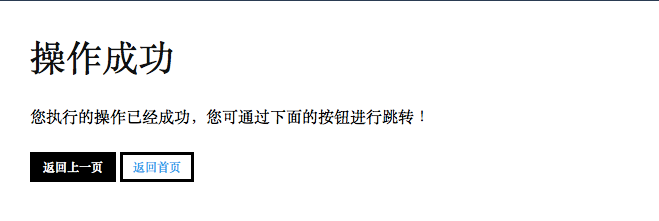 操作成功
您执行的操作已经成功，您可通过下面的按钮进行跳转！
返回上一页 返回首页